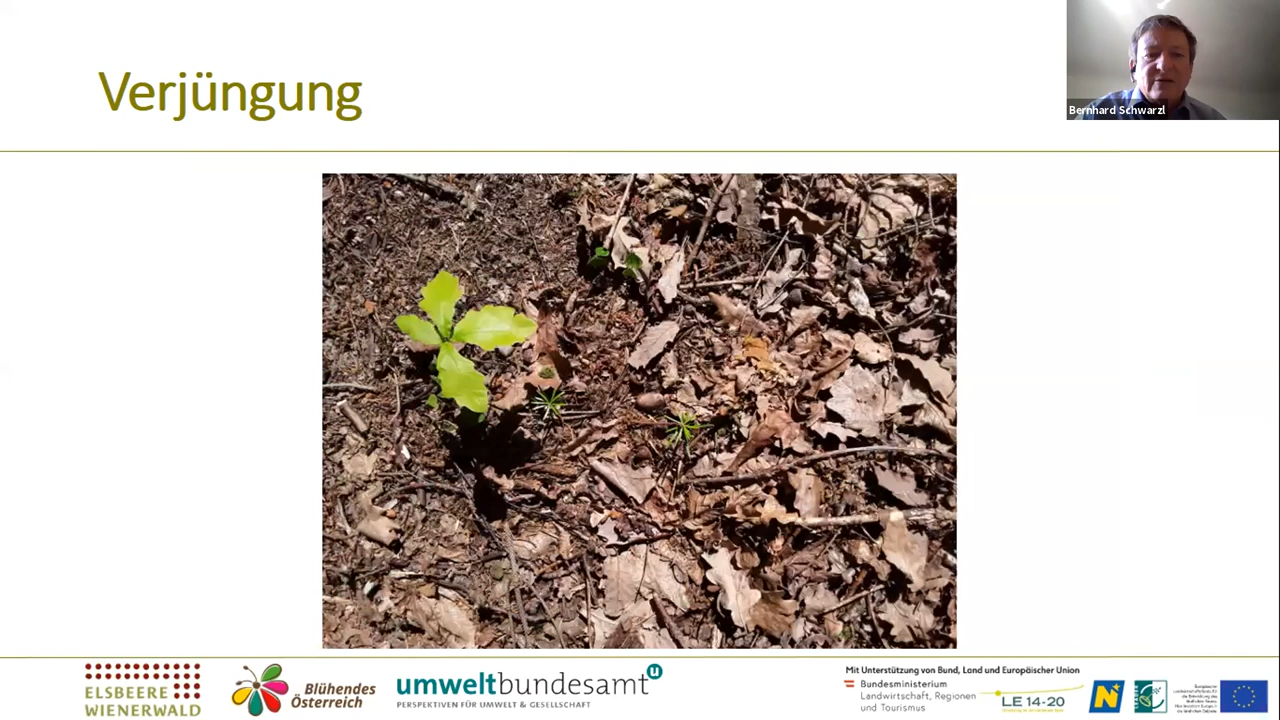 Verjüngung
Bernhard Schwarzl
ELSBEERE
WIENERWALD
Blühendes
Österreich
umweltbundesamt
u
PERSPEKTIVEN FÜR UMWELT & GESELLSCHAFT
Mit Unterstützung von Bund, Land und Europäischer Union
Bundesministerium
Landwirtschaft, Regionen
und Tourismus
LE 14-20
N